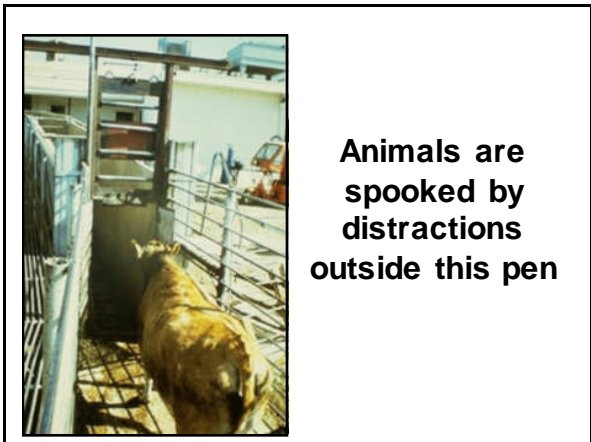 Animals are
spooked by
distractions
outside this pen